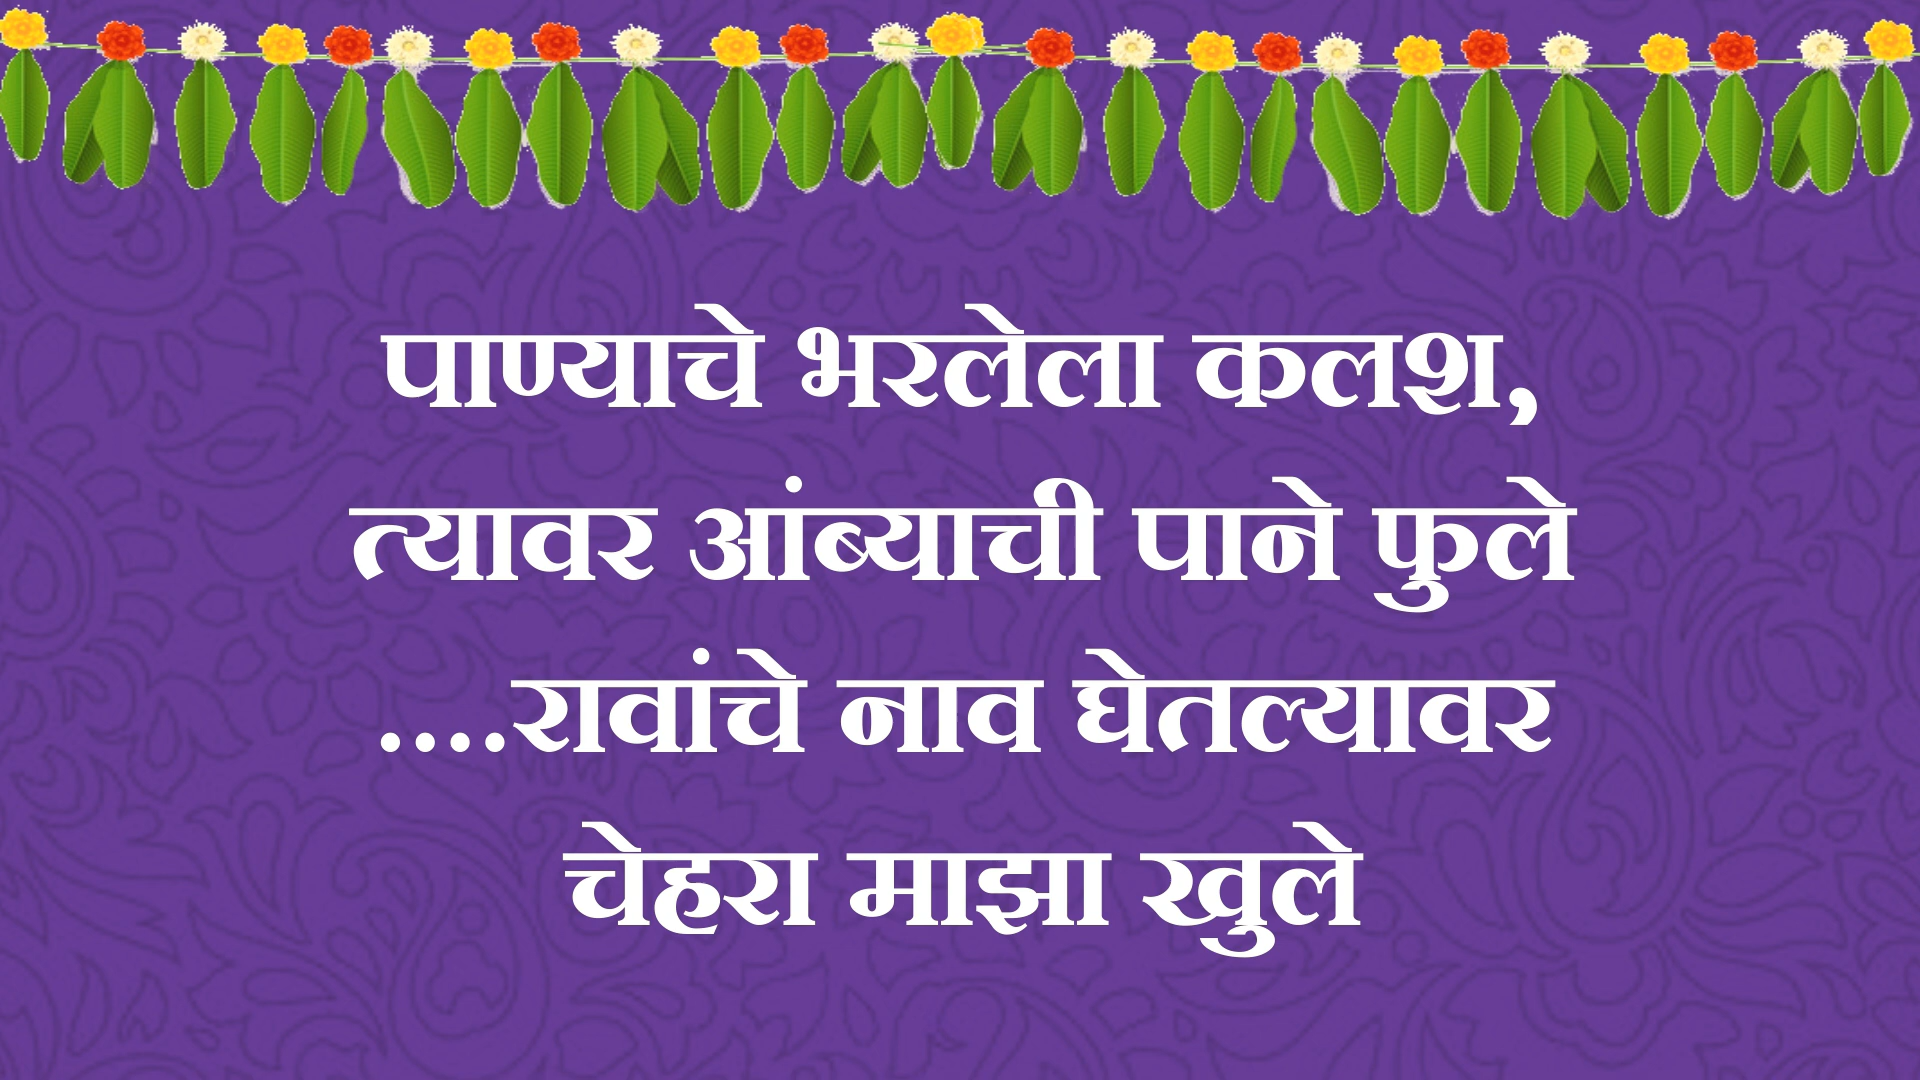 पाण्याचे भरलेला कलश,
त्यावर आंब्याची पाने फुले
....रावांचे नाव घेतल्यावर
चेहरा माझा खुले